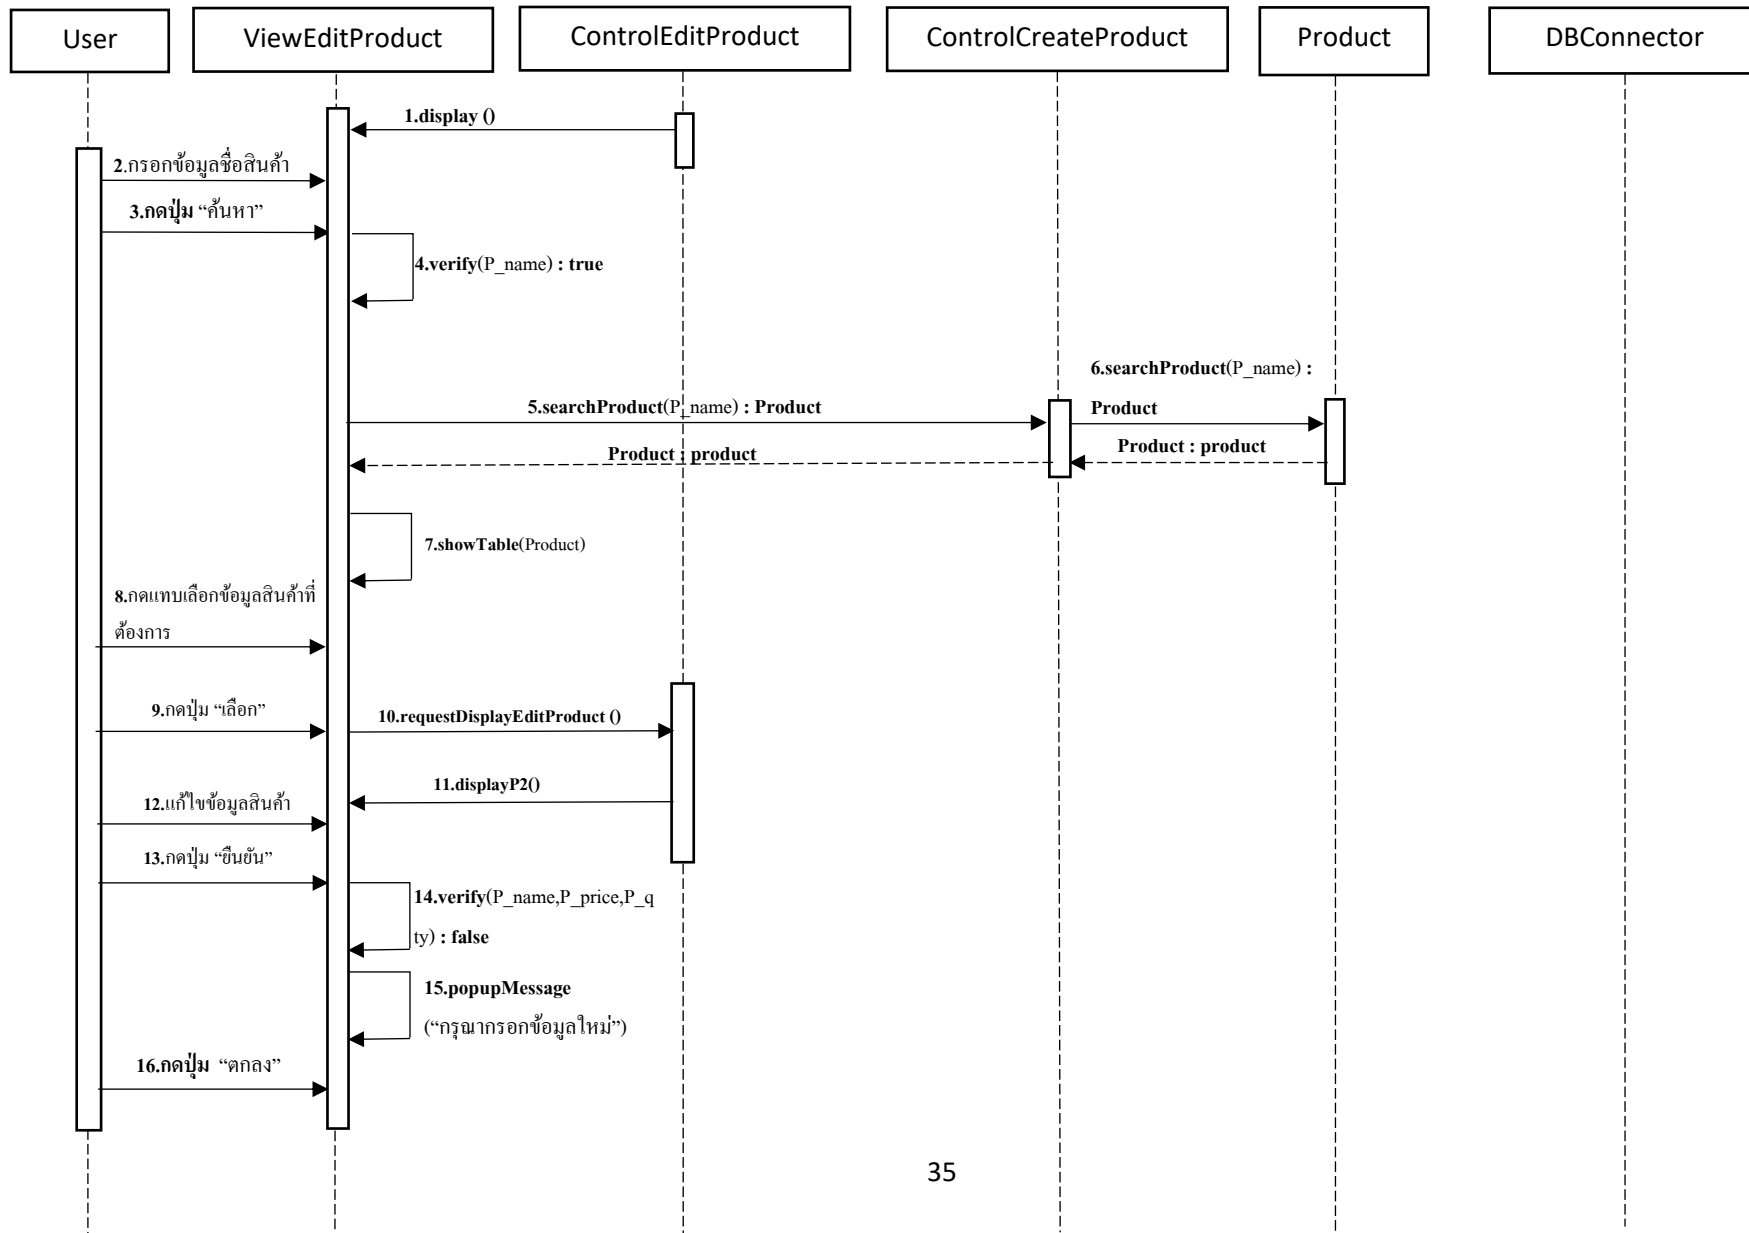 User
ViewEditProduct
ControlEditProduct
ControlCreateProduct
Product
DBConnector
1.display ()
2.กรอกข้อมูลชื่อสินค้า
3.กดปุ่ม “ค้นหา”
4.verify(P_name) : true
6.searchProduct(P_name) :
Product
5.searchProduct(P_name) : Product
Product : product
Product : product
7.showTable(Product)
8.กดแทบเลือกข้อมูลสินค้าที่
ต้องการ
9.กดปุ่ม “เลือก”
10.requestDisplayEditProduct ()
11.displayP2()
12.แก้ไขข้อมูลสินค้า
13.กดปุ่ม “ยืนยัน”
14.verify(P_name,P_price,P_q
ty) : false
15.popupMessage
(“กรุณากรอกข้อมูลใหม่”)
16.กดปุ่ม “ตกลง”
35